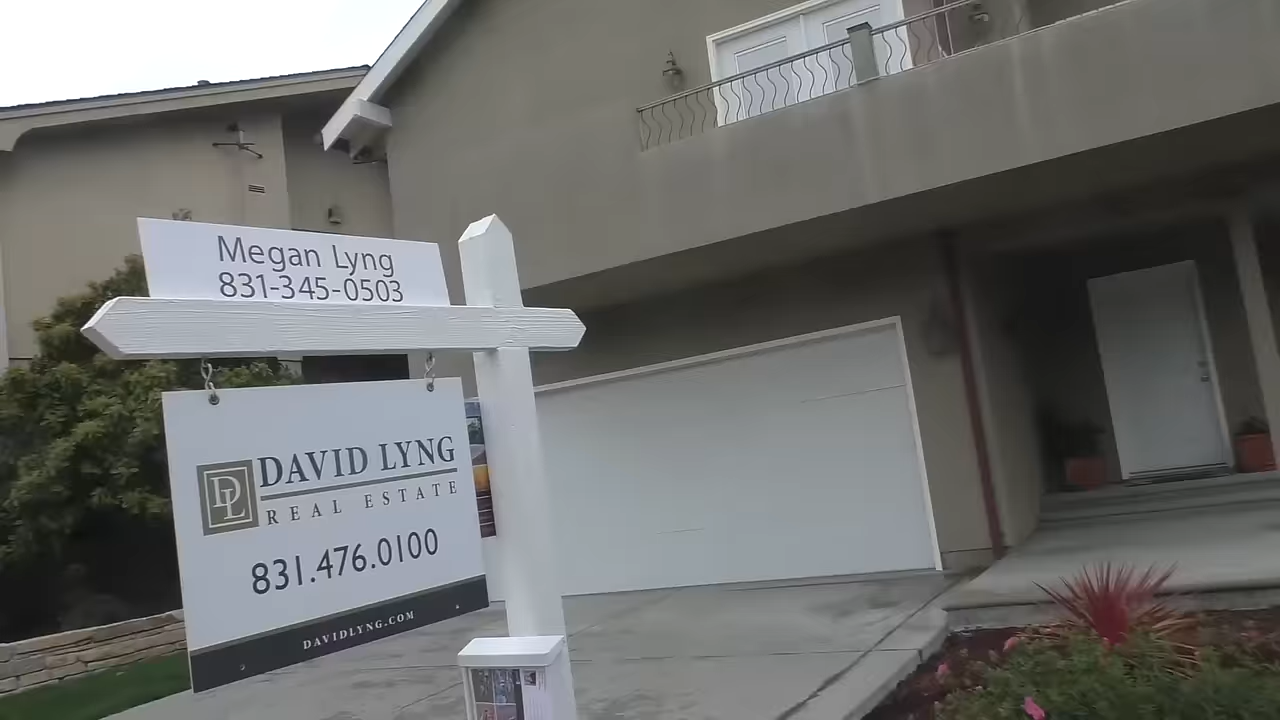 Megan Lyng
831-345-0503
DL
DAVID LYNG
REAL ESTATE
831.476.0100
DAVIDLYNG.COM